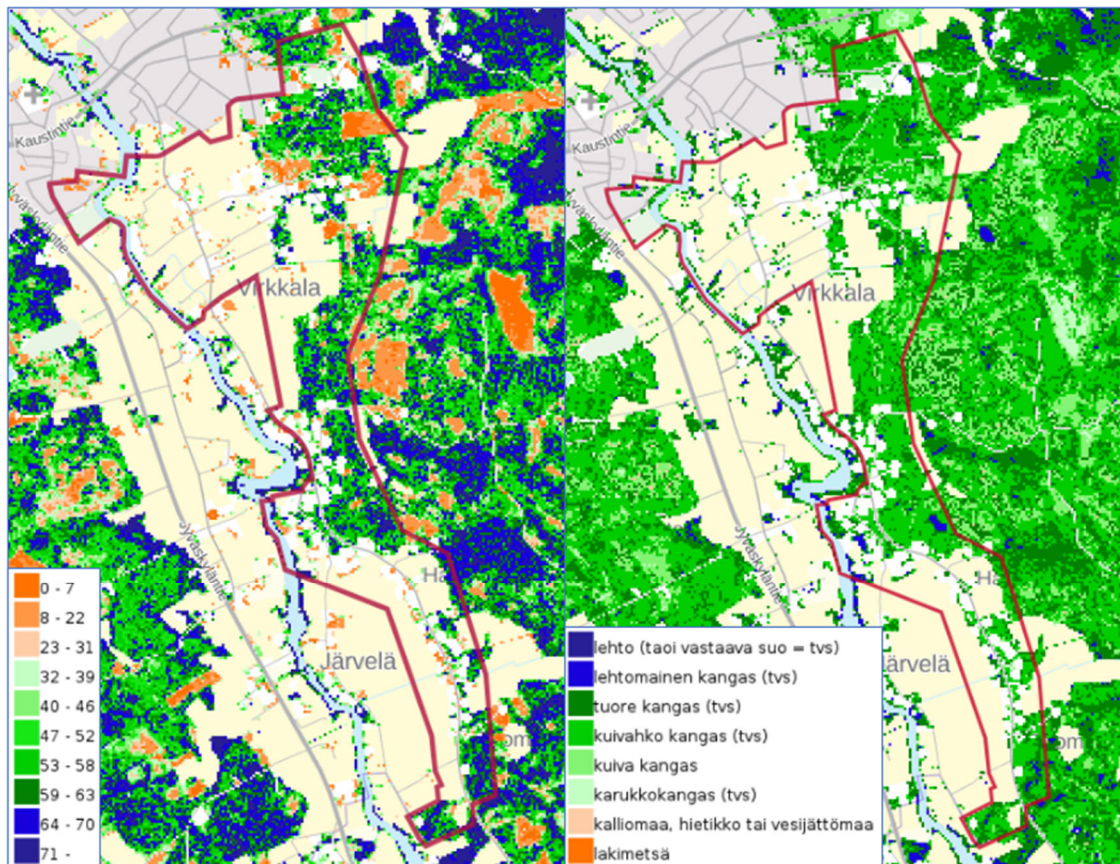 Kaustintie
Virkkala
Jyväskyläntie
Järvelä
0 - 7
8 - 22
23 - 31
32 - 39
40 - 46
47 - 52
53 - 58
59 - 63
64 - 70
71 -
Kaustintie
Virkkala
Jyväskyläntie
lehto (taoi vastaava suo = tvs)
lehtomainen kangas (tvs)
tuore kangas (tvs)
kuivahko kangas (tvs)
kuiva kangas
karukkokangas (tvs)
kalliomaa, hietikko tai vesijättömaa
lakimetsä